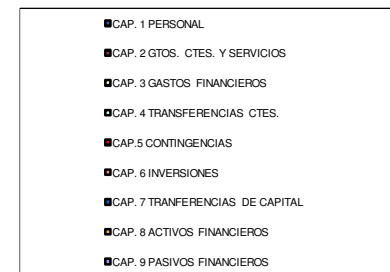 CAP. 1 PERSONAL
CAP. 2 GTOS. CTES. Y SERVICIOS
CAP. 3 GASTOS FINANCIEROS
CAP. 4 TRANSFERENCIAS CTES.
CAP.5 CONTINGENCIAS
CAP. 6 INVERSIONES
CAP. 7 TRANFERENCIAS DE CAPITAL
CAP. 8 ACTIVOS FINANCIEROS
CAP. 9 PASIVOS FINANCIEROS